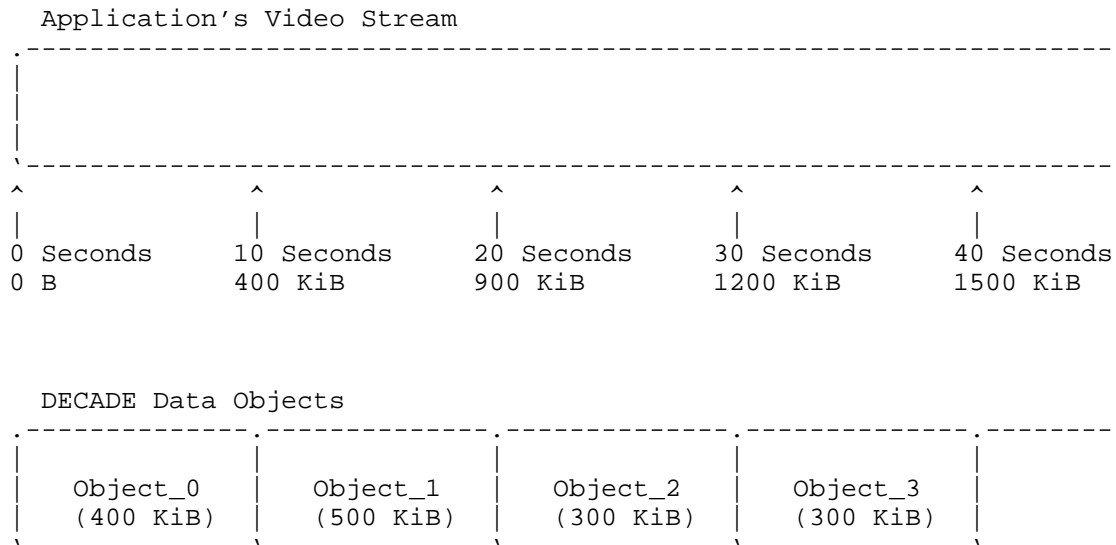 Application's Video Stream
0 Seconds 10 Seconds 20 Seconds 30 Seconds 40 Seconds
0 B 400 KiB 900 KiB 1200 KiB 1500 KiB
DECADE Data Objects
Object_0 Object_1 Object_2 Object_3
(400 KiB) (500 KiB) (300 KiB) (300 KiB)